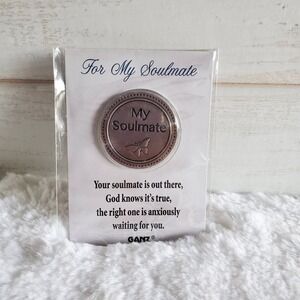 For My Soulmate
My
Soulmate
Your soulmate is out there,
God knows it's true,
the right one is anxiously
waiting for you.
GANZ®